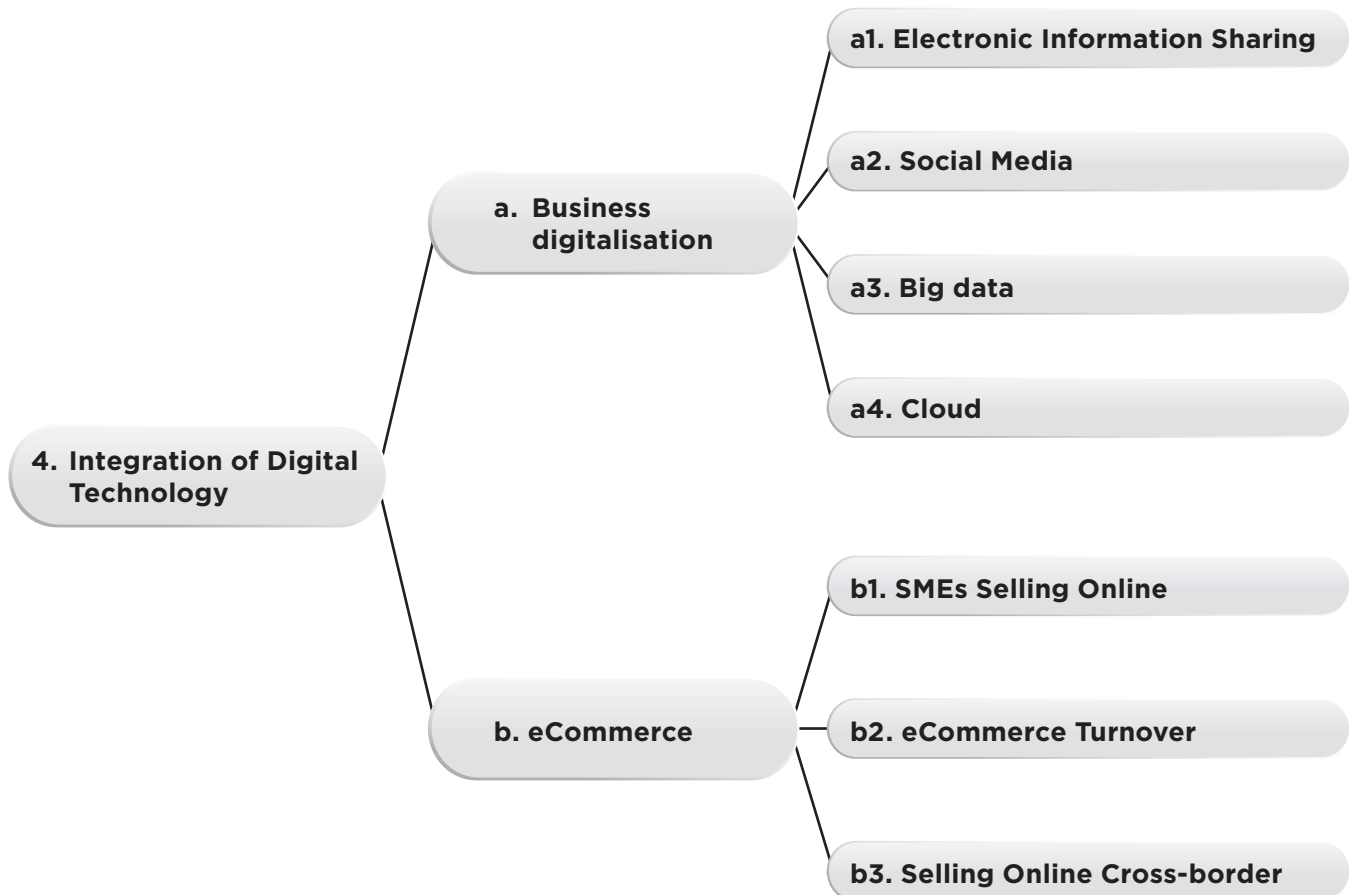 a1. Electronic Information Sharing
a2. Social Media
a. Business
digitalisation
a3. Big data
a4. Cloud
4. Integration of Digital
Technology
b1. SMEs Selling Online
b. eCommerce
b2. eCommerce Turnover
b3. Selling Online Cross-border